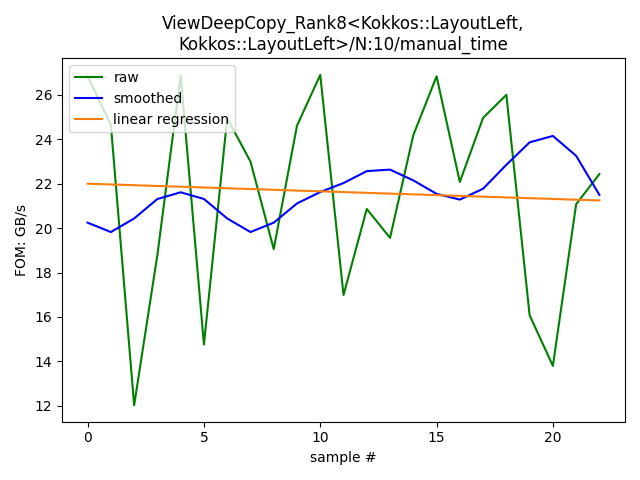 ViewDeepCopy_Rank8<Kokkos::LayoutLeft,
Kokkos::LayoutLeft>/N:10/manual_time
raw
smoothed
linear regression
FOM: GB/s
26
24
22
20
18
16
14
12
0
5
10
15
20
sample #